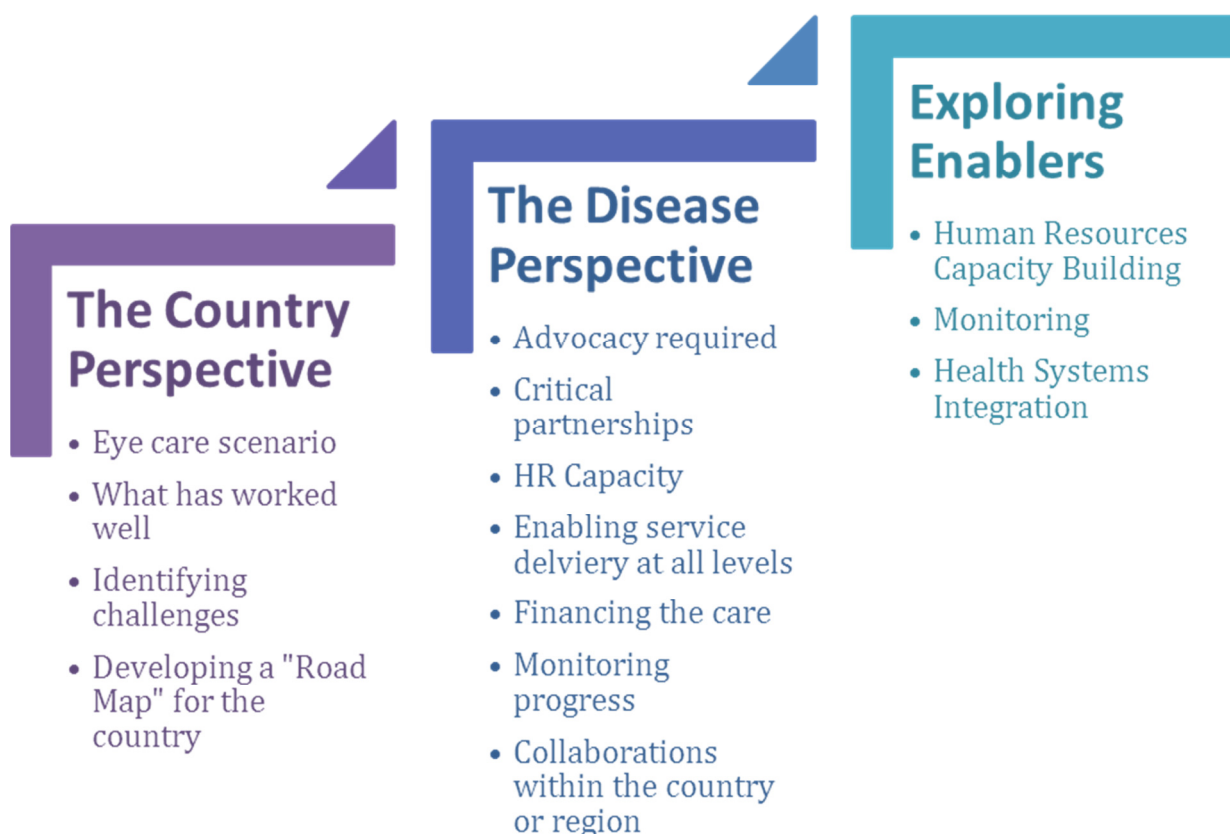 The Country
Perspective
• Eye care scenario
• What has worked
well
• Identifying
challenges
• Developing a "Road
Map" for the
country
The Disease
Perspective
• Advocacy required
• Critical
partnerships
• HR Capacity
• Enabling service
delviery at all levels
• Financing the care
• Monitoring
progress
• Collaborations
within the country
or region
Exploring
Enablers
• Human Resources
Capacity Building
• Monitoring
• Health Systems
Integration